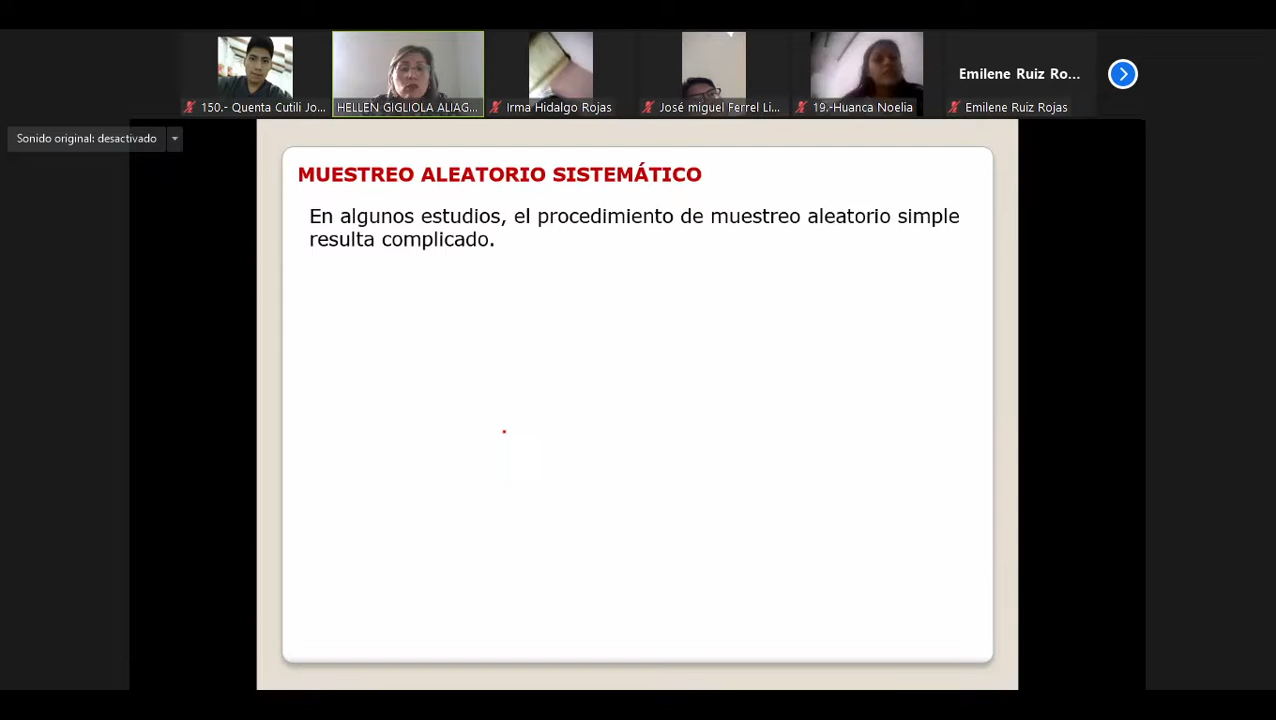 Emilene Ruiz Ro...
150.- Quenta Cutili Jo...
HELLEN GIGLIOLA ALIAG...
Irma Hidalgo Rojas
José miguel Ferrel Li...
19.-Huanca Noelia
Emilene Ruiz Rojas
Sonido original: desactivado
MUESTREO ALEATORIO SISTEMÁTICO
En algunos estudios, el procedimiento de muestreo aleatorio simple
resulta complicado.